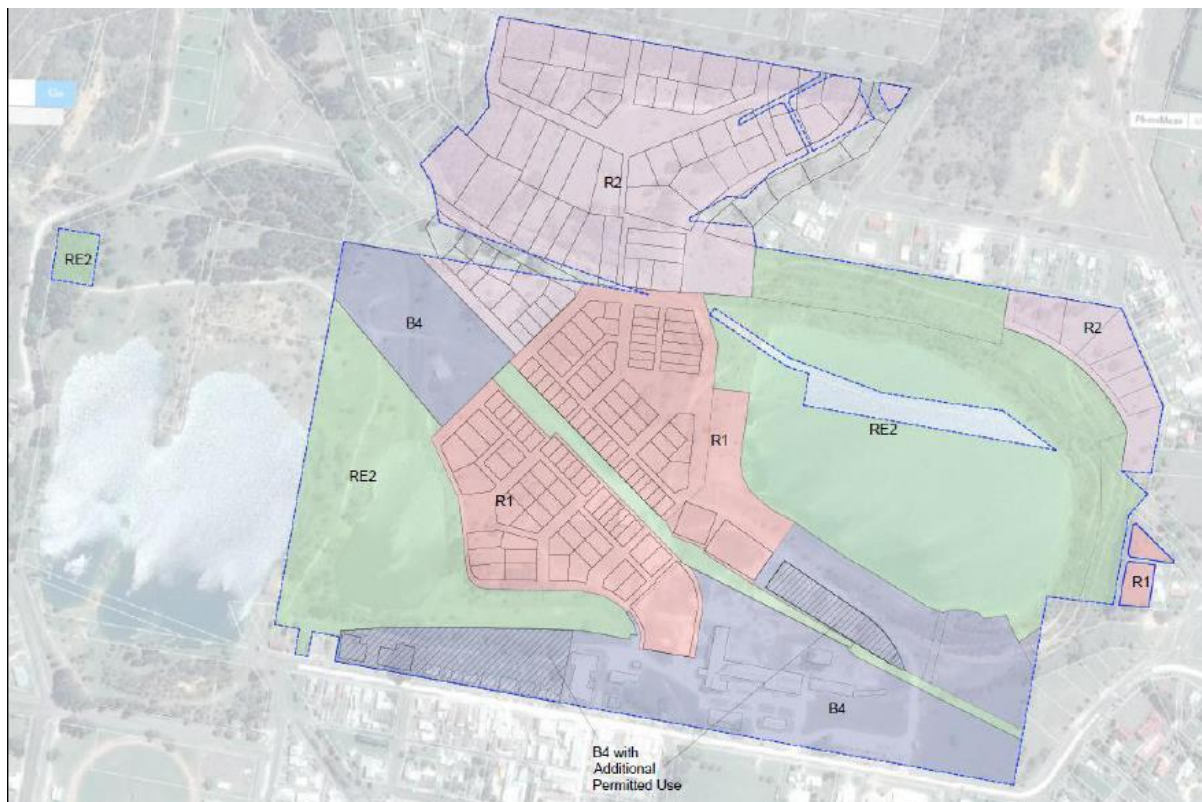 R2
RE2
B4
R2
R1
RE2
RE2
R1
R1
B4
B4 with
Additional
Permitted Use